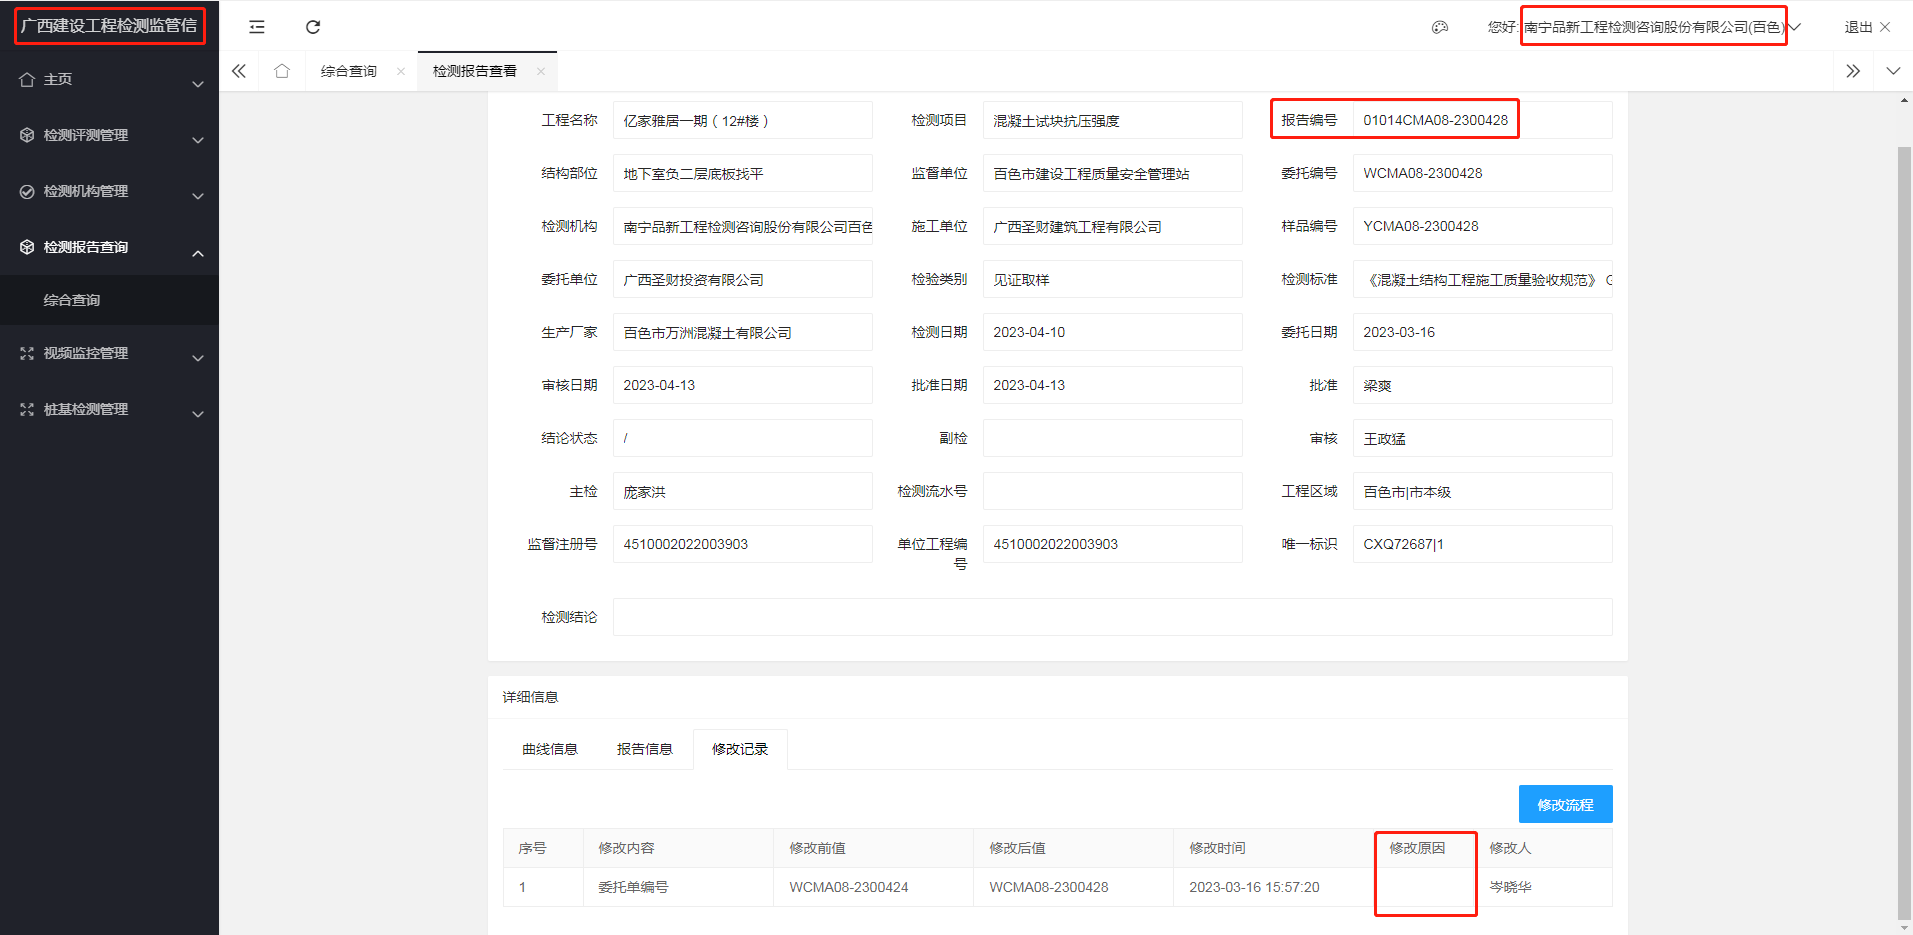 广西建设工程检测监管信
您好:南宁品新工程检测咨询股份有限公司(百色)
退出
主页
检测评测管理
检测机构管理
检测报告查询
综合查询
视频监控管理
桩基检测管理
综合查询 检测报告查看
工程名称 亿家雅居一期（12#楼） 检测项目 混凝土试块抗压强度 报告编号 01014CMA08-2300428
结构部位 地下室负二层底板找平 监督单位 百色市建设工程质量安全管理站 委托编号 WCMA08-2300428
检测机构 南宁品新工程检测咨询股份有限公司百色 施工单位 广西圣财建筑工程有限公司 样品编号 YCMA08-2300428
委托单位 广西圣财投资有限公司 检验类别 见证取样 检测标准 《混凝土结构工程施工质量验收规范》 G
生产厂家 百色市万洲混凝土有限公司 检测日期 2023-04-10 委托日期 2023-03-16
审核日期 2023-04-13 批准日期 2023-04-13 批准 梁爽
结论状态 / 副检 审核 王政猛
主检 庞家洪 检测流水号 工程区域 百色市|市本级
监督注册号 4510002022003903 单位工程编 4510002022003903 唯一标识 CXQ72687|1
号
检测结论
详细信息
曲线信息 报告信息 修改记录
修改流程
序号 修改内容 修改前值 修改后值 修改时间 修改原因 修改人
1 委托单编号 WCMA08-2300424 WCMA08-2300428 2023-03-16 15:57:20 岑晓华